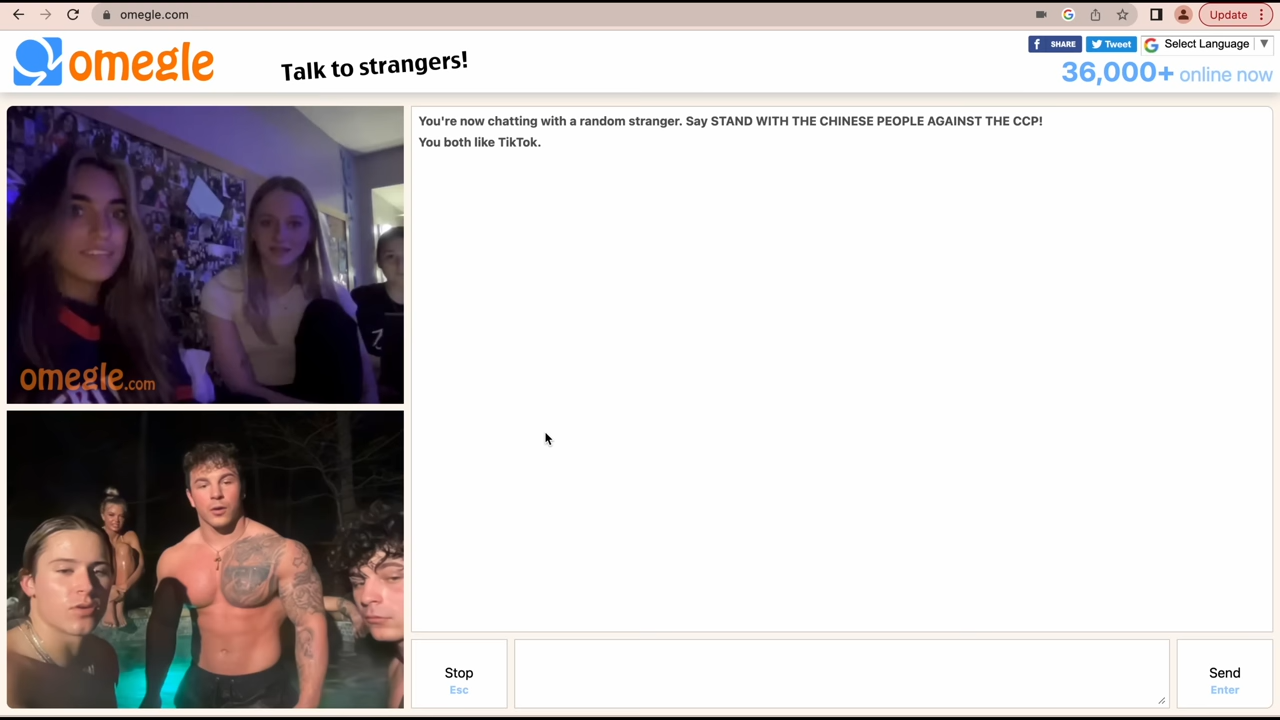 omegle.com
Update
omegle
Talk to strangers!
SHARE
Tweet
Select Language
36,000+ online now
You're now chatting with a random stranger. Say STAND WITH THE CHINESE PEOPLE AGAINST THE CCP!
You both like TikTok.
omegle.com
Stop
Esc
Send
Enter